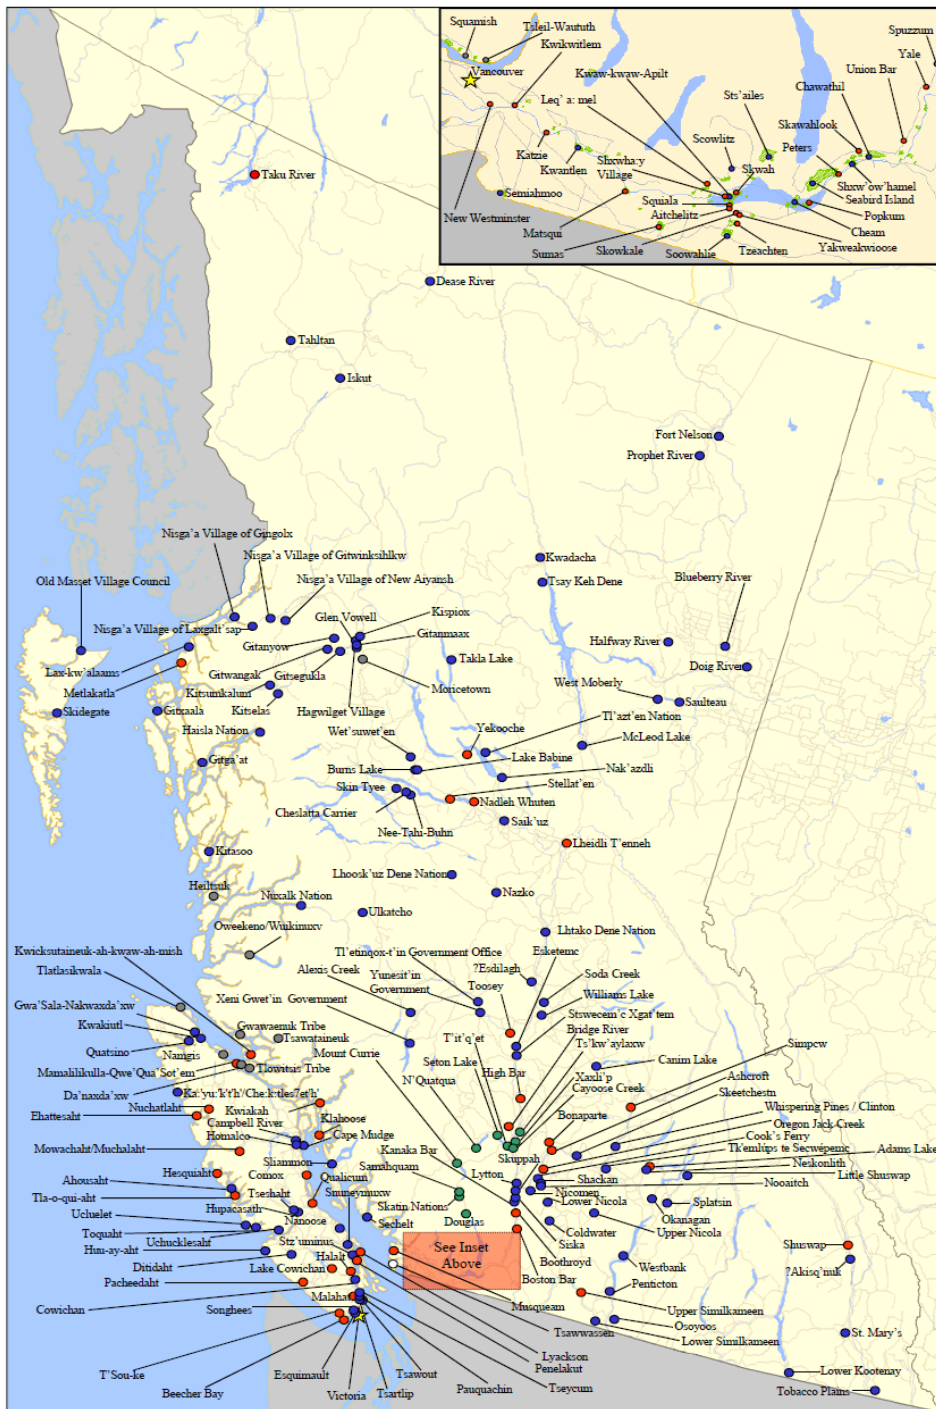 Squamish
Tsleil-Waututh
Kwikwitlem
Spuzzum
Yale
Vancouver
Kwaw-kwaw-Apilt
Union Bar
Chawathil
Leq' a: mel
Sts'ailes
Skawahlook
Scowlitz
Peters
Katzie
Kwantlen
Shxwha:y
Village
Skwah
Shxw'ow'hamel
Semiahmoo
Seabird Island
New Westminster
Squiala
Aitchelitz
Popkum
Matsqui
Cheam
Sumas
Skowkale
Soowahlie
Tzeachten
Yakweakwioose
Taku River
Dease River
Tahltan
Iskut
Fort Nelson
Prophet River
Nisga'a Village of Gingolx
Nisga'a Village of Gitwinksihlkw
Kwadacha
Old Masset Village Council
Nisga'a Village of New Aiyansh
Tsay Keh Dene
Blueberry River
Glen Vowell
Kispiox
Nisga'a Village of Laxgalt'sap
Gitanyow
Gitanmaax
Halfway River
Lax-kw'alaams
Gitwangak
Gitsegukla
Takla Lake
Doig River
Metlakatla
Kitsumkalum
Moricetown
West Moberly
Skidegate
Gitxaala
Kitselas
Hagwilget Village
Saulteau
Haisla Nation
Wet'suwet'en
Yekooche
Tl'azt'en Nation
McLeod Lake
Gitga'at
Burns Lake
Lake Babine
Nak'azdli
Skin Tyee
Stellat'en
Cheslatta Carrier
Nadleh Whuten
Nee-Tahi-Buhn
Saik'uz
Lheidli T'enneh
Kitasoo
Lhoosk'uz Dene Nation
Heiltsuk
Nuxalk Nation
Nazko
Ulkatcho
Oweekeno/Wuikinuxv
Lhtako Dene Nation
Kwicksutaineuk-ah-kwaw-ah-mish
Tl'etinqox-t'in Government Office
Esketemc
Tlatlasikwala
Alexis Creek
Yunesit'in
Government
?Esdilagh
Toosey
Soda Creek
Gwa'Sala-Nakwaxda'xw
Xeni Gwet'in Government
Williams Lake
Kwakiutl
Gwawaenuk Tribe
Stswecem'c Xgat'tem
Quatsino
Tsawataineuk
Bridge River
Namgis
Mount Currie
T'it'q'et
Ts'kw'aylaxw
Simpcw
Mamalilikulla-Qwe'Qua'Sot'em
Tlowitsis Tribe
Seton Lake
Xaxli'p
Canim Lake
Da'naxda'xw
N'Quatqua
High Bar
Cayoose Creek
Ashcroft
Ka:'yu:'k't'h'/Che:k:tles7et'h'
Skeetchestn
Nuchatlaht
Kwiakah
Bonaparte
Whispering Pines / Clinton
Ehattesaht
Campbell River
Klahoose
Oregon Jack Creek
Homalco
Cape Mudge
Kanaka Bar
Skuppah
Cook's Ferry
Mowachaht/Muchalaht
Tk'emlups te Secwepemc
Adams Lake
Sliammon
Samahquam
Lytton
Shackan
Neskonlith
Hesquiaht
Comox
Qualicum
Nooaitch
Little Shuswap
Ahousaht
Tseshaht
Snuneymuxw
Skatin Nations
Nicomen
Tla-o-qui-aht
Hupacasath
Lower Nicola
Splatsin
Ucluelet
Nanoose
Sechelt
Douglas
Okanagan
Toquaht
Uchucklesaht
Stz'uminus
Coldwater
Upper Nicola
Huu-ay-aht
Ditidaht
Halalt
See Inset
Above
Siska
Shuswap
Pacheedaht
Lake Cowichan
Boothroyd
Westbank
?Akisq'nuk
Boston Bar
Penticton
Cowichan
Malahat
Musqueam
Upper Similkameen
Songhees
Osoyoos
Tsawwassen
Lower Similkameen
St. Mary's
T'Sou-ke
Lyackson
Penelakut
Lower Kootenay
Beecher Bay
Esquimault
Tsawout
Tseycum
Victoria
Tsartlip
Pauquachin
Tobacco Plains